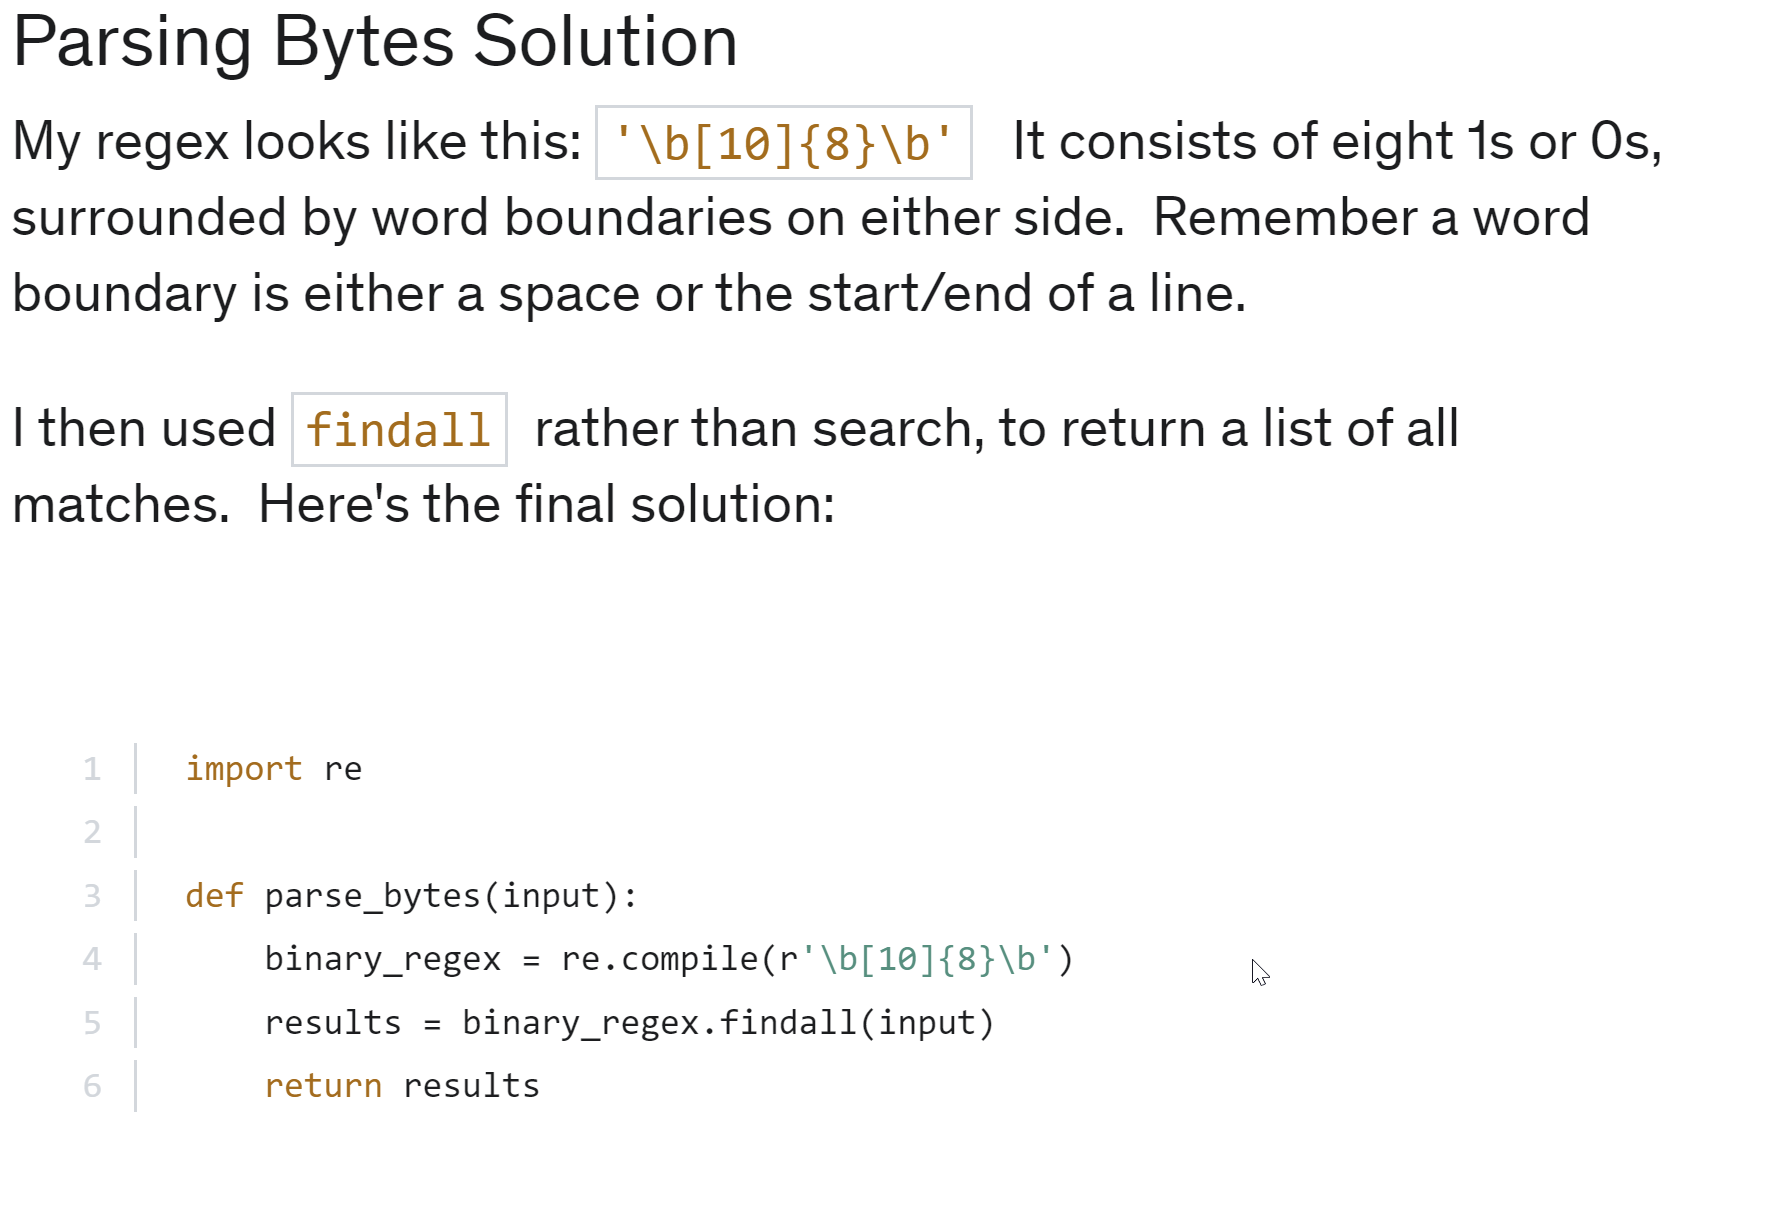 Parsing Bytes Solution
My regex looks like this: '\b[10]{8}\b' It consists of eight 1s or 0s,
surrounded by word boundaries on either side. Remember a word
boundary is either a space or the start/end of a line.
I then used findall rather than search, to return a list of all
matches. Here's the final solution:
1 import re
2
3 def parse_bytes(input):
4     binary_regex = re.compile(r'\b[10]{8}\b')
5     results = binary_regex.findall(input)
6     return results